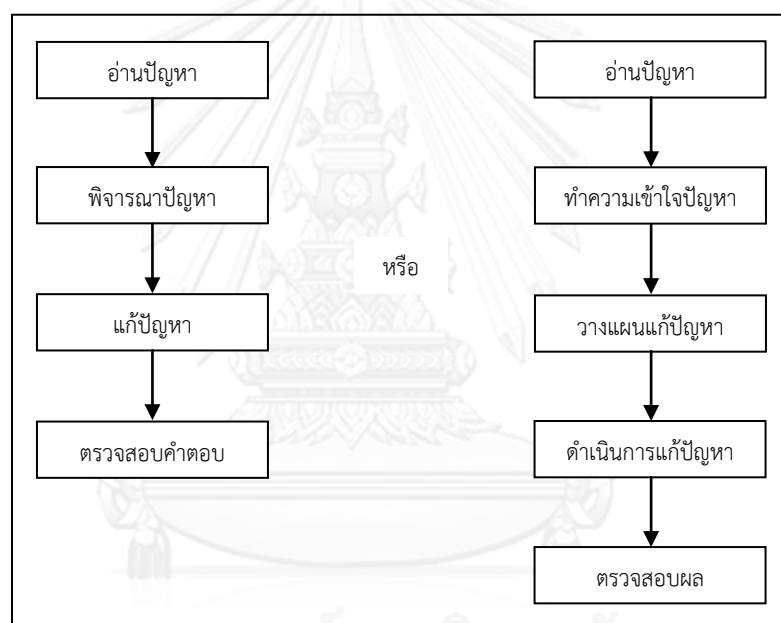 อ่านปัญหา
พิจารณาปัญหา
แก้ปัญหา
ตรวจสอบคำตอบ
หรือ
อ่านปัญหา
ทำความเข้าใจปัญหา
วางแผนแก้ปัญหา
ดำเนินการแก้ปัญหา
ตรวจสอบผล